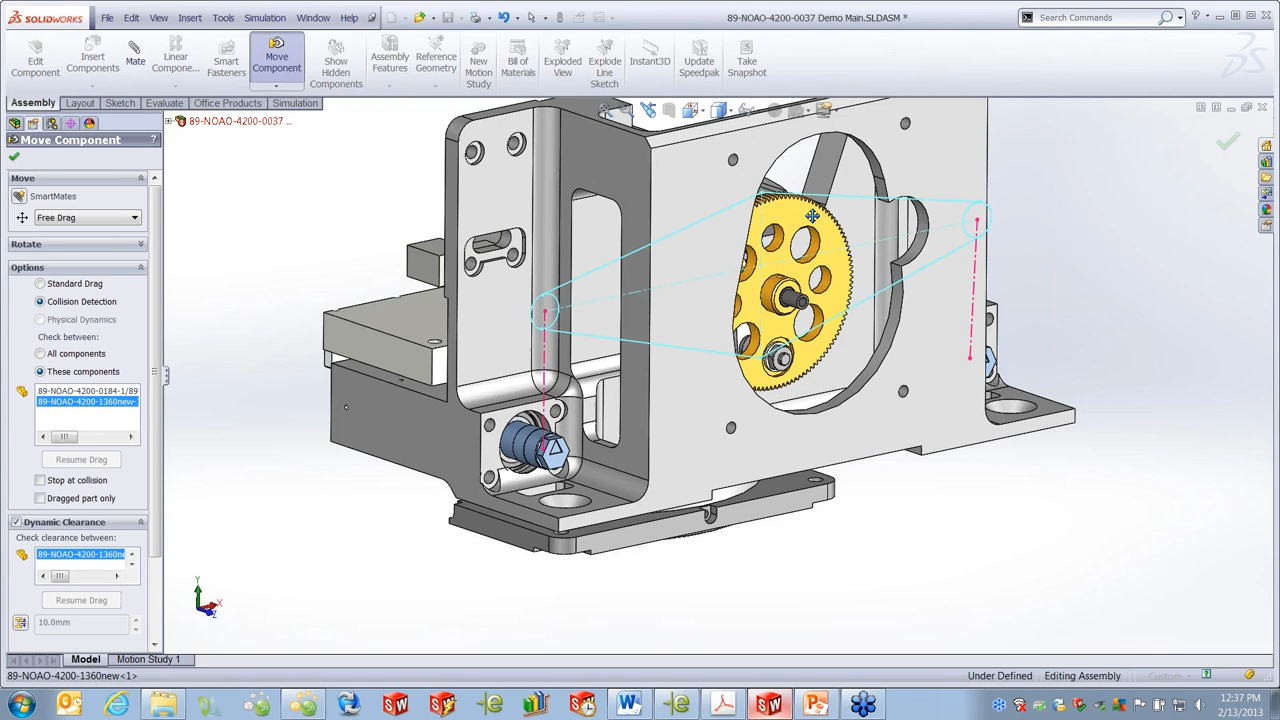 SOLIDWORKS
File Edit View Insert Tools Simulation Window Help
89-NOAO-4200-0037 Demo Main.SLDASM *
Search Commands
Edit Component
Insert Components
Mate
Linear Compone...
Smart Fasteners
Move Component
Show Hidden Components
Assembly Features
Reference Geometry
New Motion Study
Bill of Materials
Exploded View
Explode Line Sketch
Instant3D
Update Speedpak
Take Snapshot
Assembly Layout Sketch Evaluate Office Products Simulation
89-NOAO-4200-0037 ...
Move Component ?
Move
SmartMates
Free Drag
Rotate
Options
Standard Drag
Collision Detection
Physical Dynamics
Check between:
All components
These components
89-NOAO-4200-0184-1/89
89-NOAO-4200-1360new-
Resume Drag
Stop at collision
Dragged part only
Dynamic Clearance
Check clearance between:
89-NOAO-4200-1360ne
Resume Drag
10.0mm
Y
X
Z
Model Motion Study 1
89-NOAO-4200-1360new<1>
Under Defined Editing Assembly Custom
12:37 PM
2/13/2013